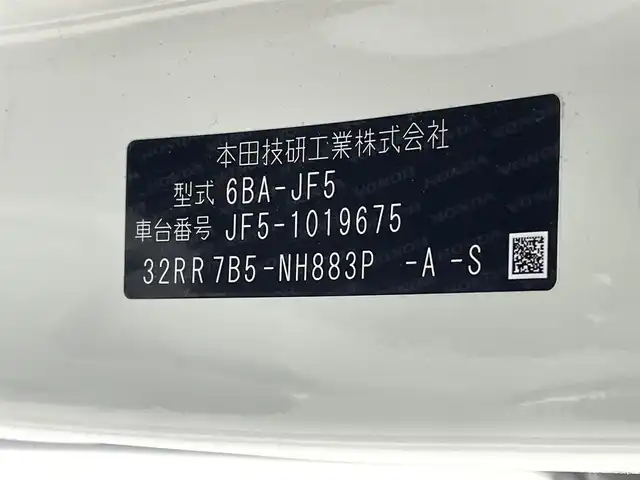 本田技研工業株式会社
型式 6BA-JF5
車台番号 JF5-1019675
32RR7B5-NH883P -A -S